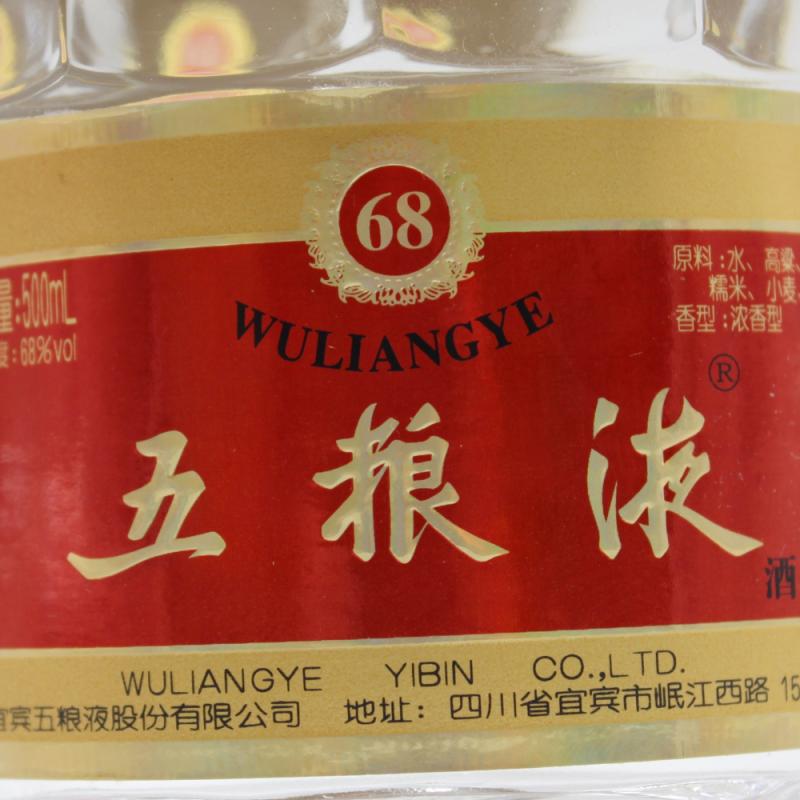 68
WULIANGYE
量:500mL
度:68%vol
原料:水、高粱、
糯米、小麦
香型:浓香型
®
五粮液
酒
WULIANGYE YIBIN CO.,LTD.
宜宾五粮液股份有限公司 地址: 四川省宜宾市岷江西路 15